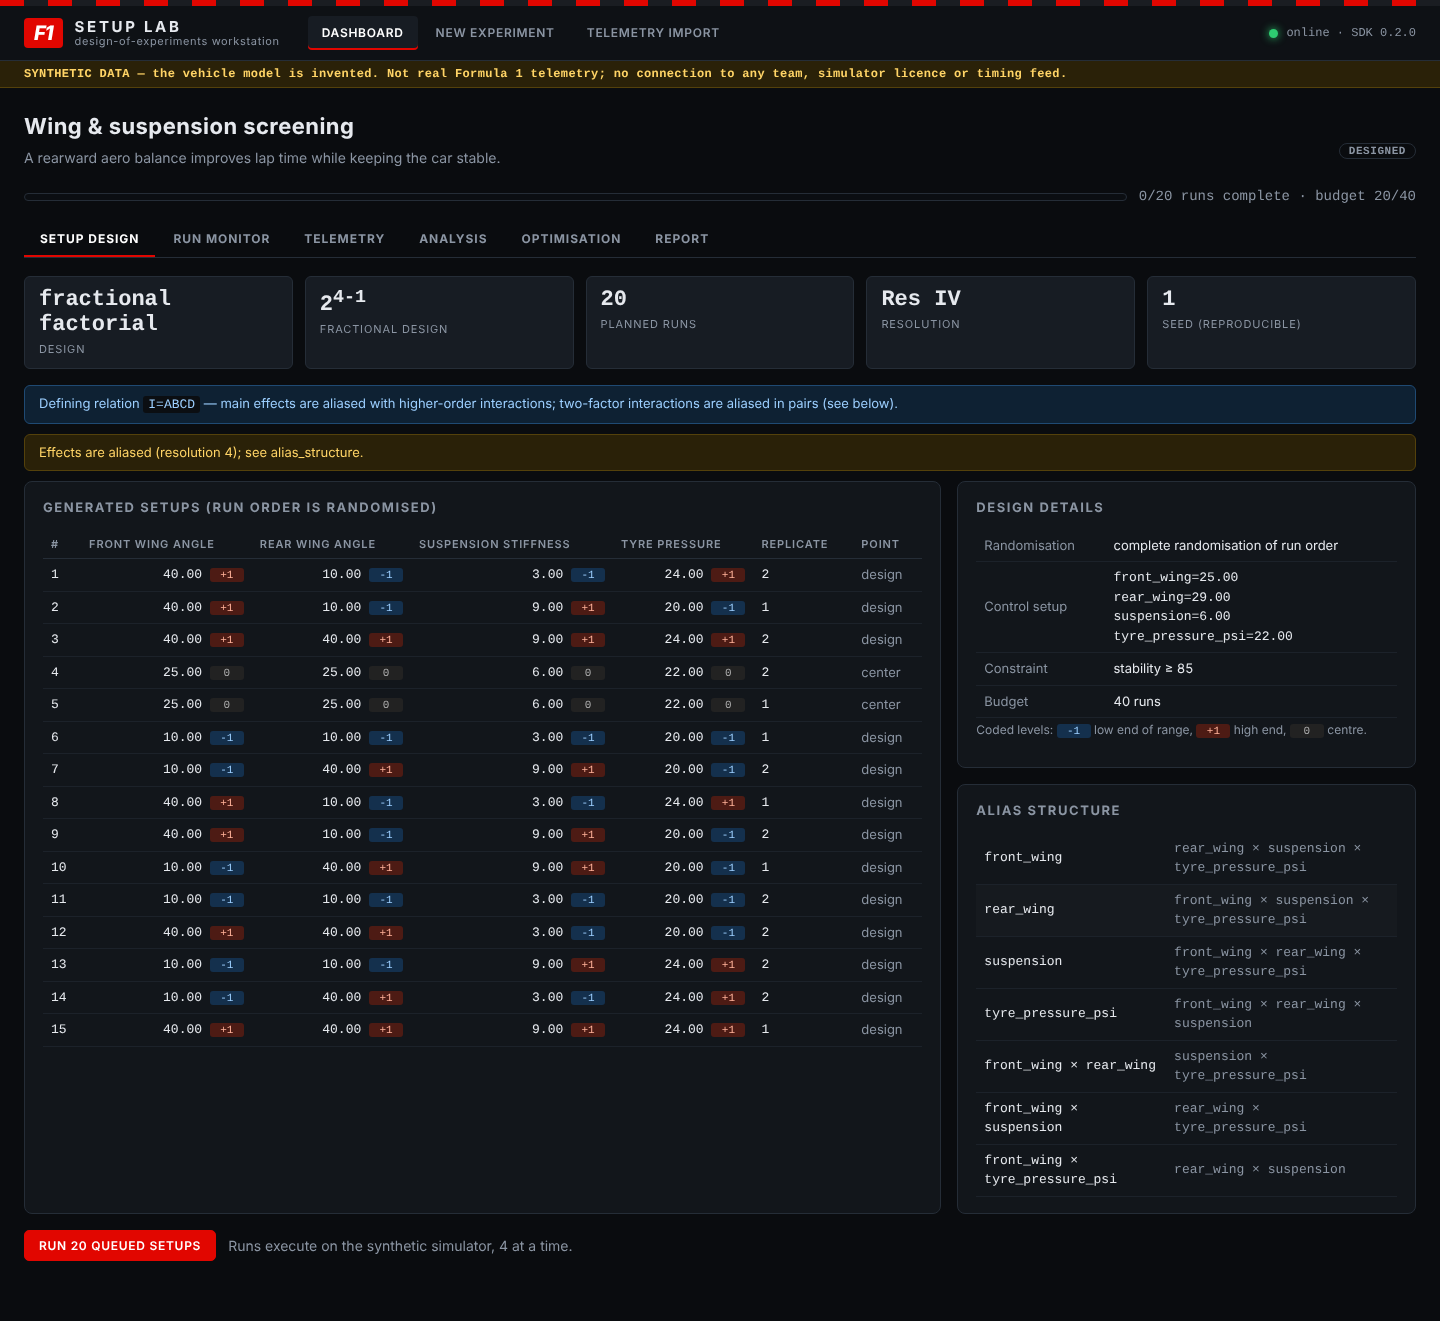 F1
SETUP LAB
design-of-experiments workstation
DASHBOARD
NEW EXPERIMENT
TELEMETRY IMPORT
online · SDK 0.2.0
SYNTHETIC DATA — the vehicle model is invented. Not real Formula 1 telemetry; no connection to any team, simulator licence or timing feed.
Wing & suspension screening
A rearward aero balance improves lap time while keeping the car stable.
DESIGNED
0/20 runs complete · budget 20/40
SETUP DESIGN
RUN MONITOR
TELEMETRY
ANALYSIS
OPTIMISATION
REPORT
fractional
factorial
DESIGN
2 4-1
FRACTIONAL DESIGN
20
PLANNED RUNS
Res IV
RESOLUTION
1
SEED (REPRODUCIBLE)
Defining relation I=ABCD — main effects are aliased with higher-order interactions; two-factor interactions are aliased in pairs (see below).
Effects are aliased (resolution 4); see alias_structure.
GENERATED SETUPS (RUN ORDER IS RANDOMISED)
# FRONT WING ANGLE REAR WING ANGLE SUSPENSION STIFFNESS TYRE PRESSURE REPLICATE POINT
1 40.00 +1 10.00 -1 3.00 -1 24.00 +1 2 design
2 40.00 +1 10.00 -1 9.00 +1 20.00 -1 1 design
3 40.00 +1 40.00 +1 9.00 +1 24.00 +1 2 design
4 25.00 0 25.00 0 6.00 0 22.00 0 2 center
5 25.00 0 25.00 0 6.00 0 22.00 0 1 center
6 10.00 -1 10.00 -1 3.00 -1 20.00 -1 1 design
7 10.00 -1 40.00 +1 9.00 +1 20.00 -1 2 design
8 40.00 +1 10.00 -1 3.00 -1 24.00 +1 1 design
9 40.00 +1 10.00 -1 9.00 +1 20.00 -1 2 design
10 10.00 -1 40.00 +1 9.00 +1 20.00 -1 1 design
11 10.00 -1 10.00 -1 3.00 -1 20.00 -1 2 design
12 40.00 +1 40.00 +1 3.00 -1 20.00 -1 2 design
13 10.00 -1 10.00 -1 9.00 +1 24.00 +1 2 design
14 10.00 -1 40.00 +1 3.00 -1 24.00 +1 2 design
15 40.00 +1 40.00 +1 9.00 +1 24.00 +1 1 design
DESIGN DETAILS
Randomisation complete randomisation of run order
Control setup
front_wing=25.00
rear_wing=29.00
suspension=6.00
tyre_pressure_psi=22.00
Constraint stability ≥ 85
Budget 40 runs
Coded levels: -1 low end of range, +1 high end, 0 centre.
ALIAS STRUCTURE
front_wing
rear_wing × suspension ×
tyre_pressure_psi
rear_wing
front_wing × suspension ×
tyre_pressure_psi
suspension
front_wing × rear_wing ×
tyre_pressure_psi
tyre_pressure_psi
front_wing × rear_wing ×
suspension
front_wing × rear_wing
suspension ×
tyre_pressure_psi
front_wing ×
suspension
rear_wing ×
tyre_pressure_psi
front_wing ×
tyre_pressure_psi
rear_wing × suspension
RUN 20 QUEUED SETUPS
Runs execute on the synthetic simulator, 4 at a time.